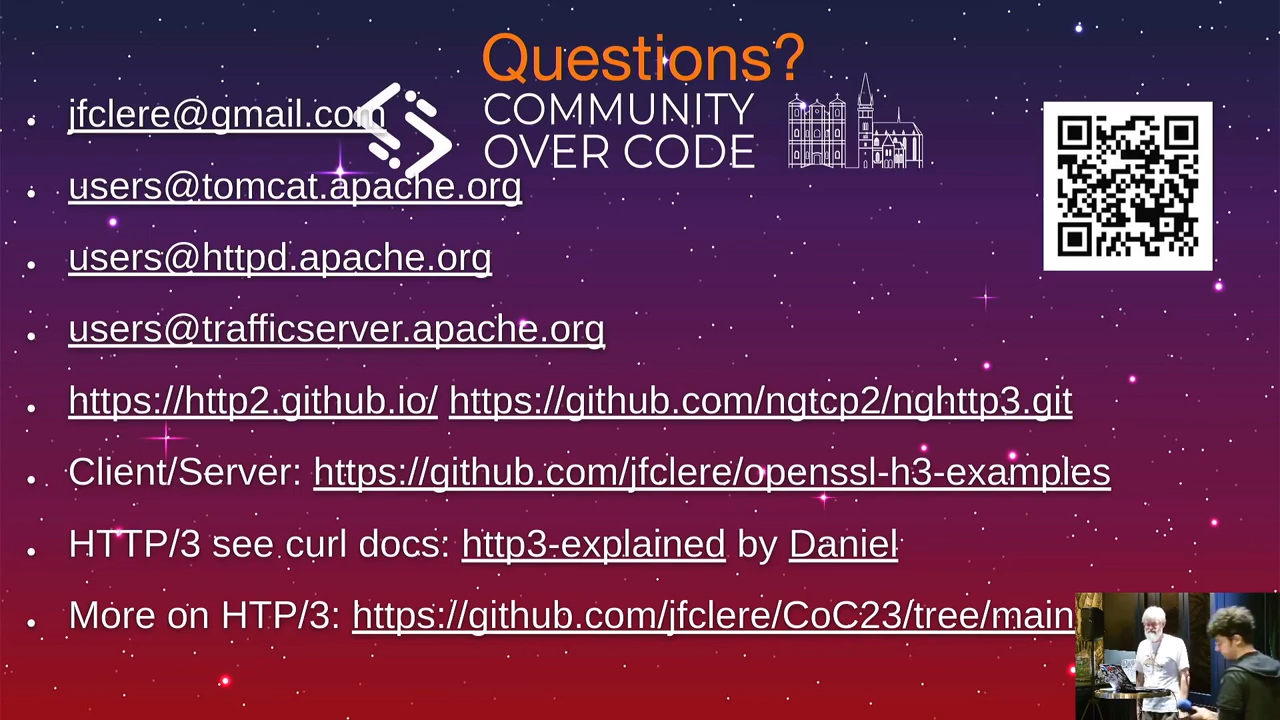 Questions?
COMMUNITY
OVER CODE
jfclere@gmail.com
users@tomcat.apache.org
users@httpd.apache.org
users@trafficserver.apache.org
https://http2.github.io/ https://github.com/ngtcp2/nghttp3.git
Client/Server: https://github.com/jfclere/openssl-h3-examples
HTTP/3 see curl docs: http3-explained by Daniel
More on HTP/3: https://github.com/jfclere/CoC23/tree/main